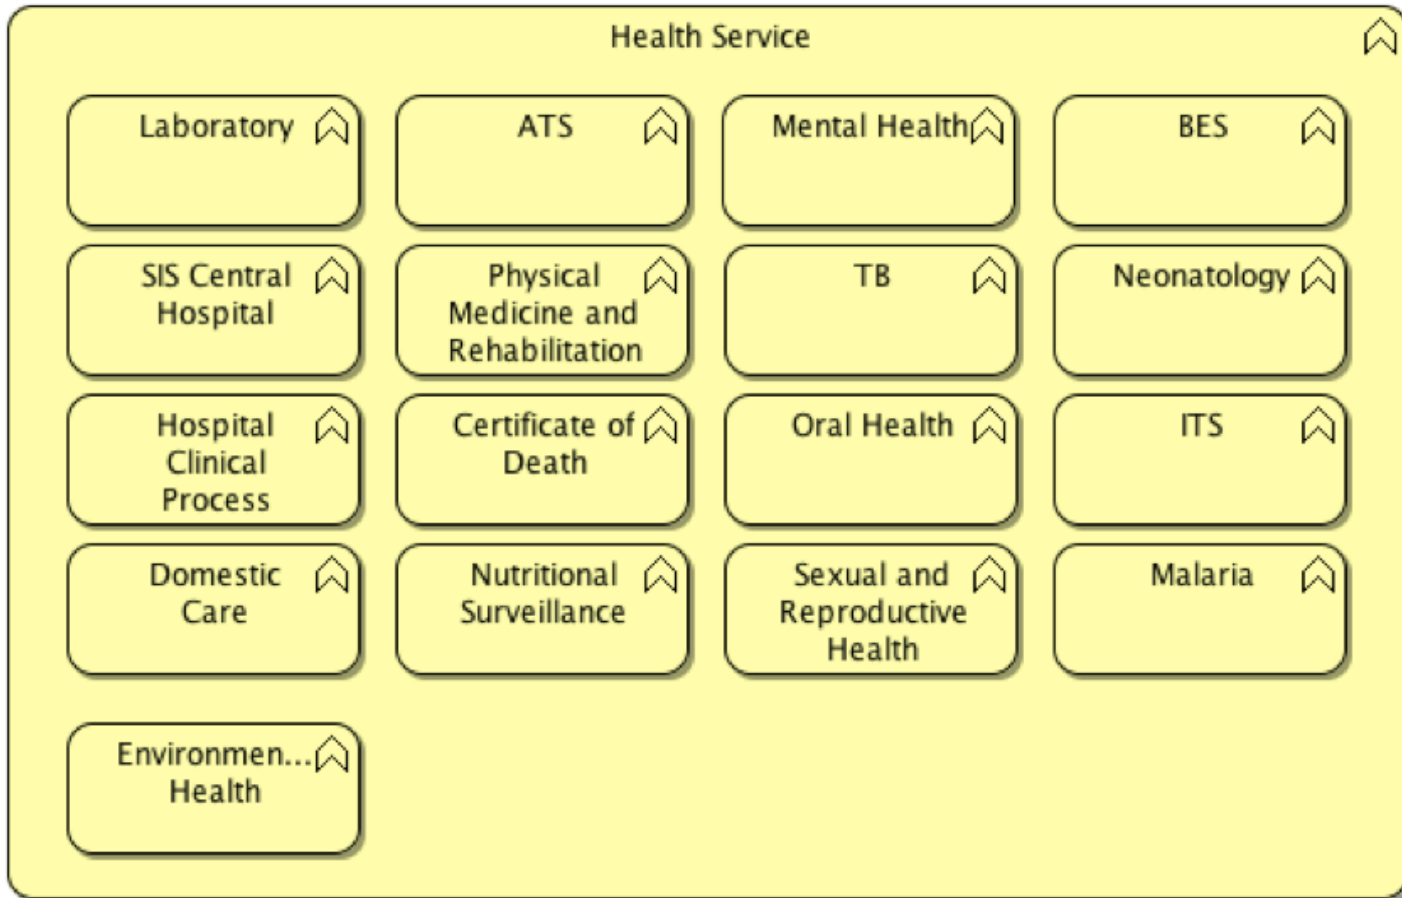 Health Service
Laboratory
ATS
Mental Health
BES
SIS Central
Hospital
Physical
Medicine and
Rehabilitation
TB
Neonatology
Hospital
Clinical
Process
Certificate of
Death
Oral Health
ITS
Domestic
Care
Nutritional
Surveillance
Sexual and
Reproductive
Health
Malaria
Environmen...
Health